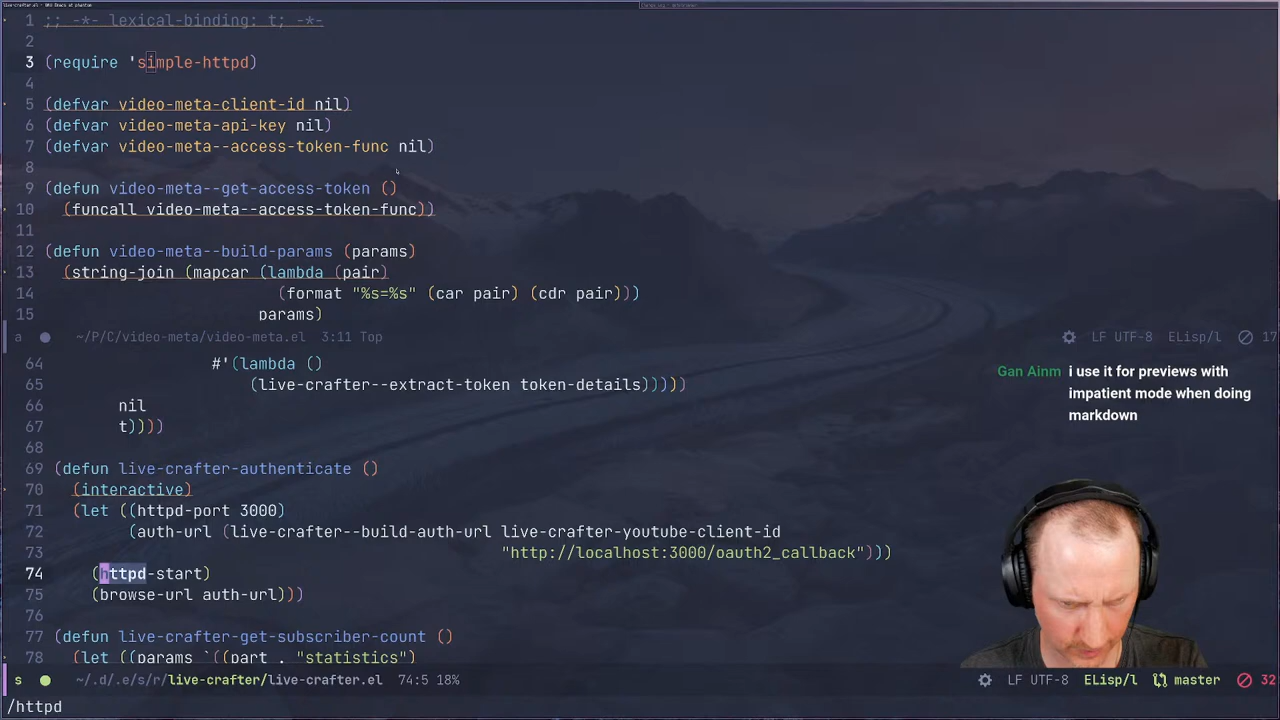 1 ;; -*- lexical-binding: t; -*-
2
3 (require 'simple-httpd)
4
5 (defvar video-meta-client-id nil)
6 (defvar video-meta-api-key nil)
7 (defvar video-meta--access-token-func nil)
8
9 (defun video-meta--get-access-token ()
10 (funcall video-meta--access-token-func))
11
12 (defun video-meta--build-params (params)
13 (string-join (mapcar (lambda (pair)
14 (format "%s=%s" (car pair) (cdr pair)))
15 params)
a ~/P/C/video-meta/video-meta.el 3:11 Top LF UTF-8 ELisp/l 17
64 #'(lambda ()
65 (live-crafter--extract-token token-details)))))
66 nil
67 t))))
68
69 (defun live-crafter-authenticate ()
70 (interactive)
71 (let ((httpd-port 3000)
72 (auth-url (live-crafter--build-auth-url live-crafter-youtube-client-id
73 "http://localhost:3000/oauth2_callback")))
74 (httpd-start)
75 (browse-url auth-url)))
76
77 (defun live-crafter-get-subscriber-count ()
78 (let ((params `((part . "statistics")
s ~/.d/.e/s/r/live-crafter/live-crafter.el 74:5 18% LF UTF-8 ELisp/l master 32
/httpd
Gan Ainm i use it for previews with
impatient mode when doing
markdown